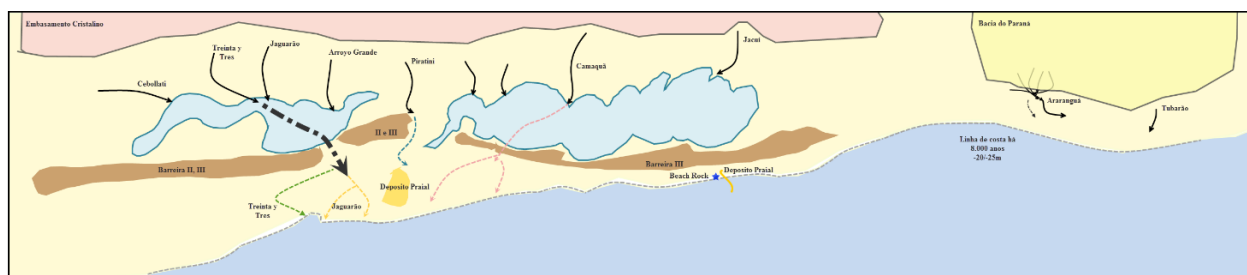 Embasamento Cristalino
Bacia do Paraná
Treinta y
Tres
Jaguarão
Arroyo Grande
Piratini
Jacuí
Camaquã
Cebollati
Araranguá
Tubarão
II e III
Linha de costa há
8.000 anos
-20/-25m
Barreira II, III
Barreira III
Beach Rock
Deposito Praial
Deposito Praial
Treinta y
Tres
Jaguarão